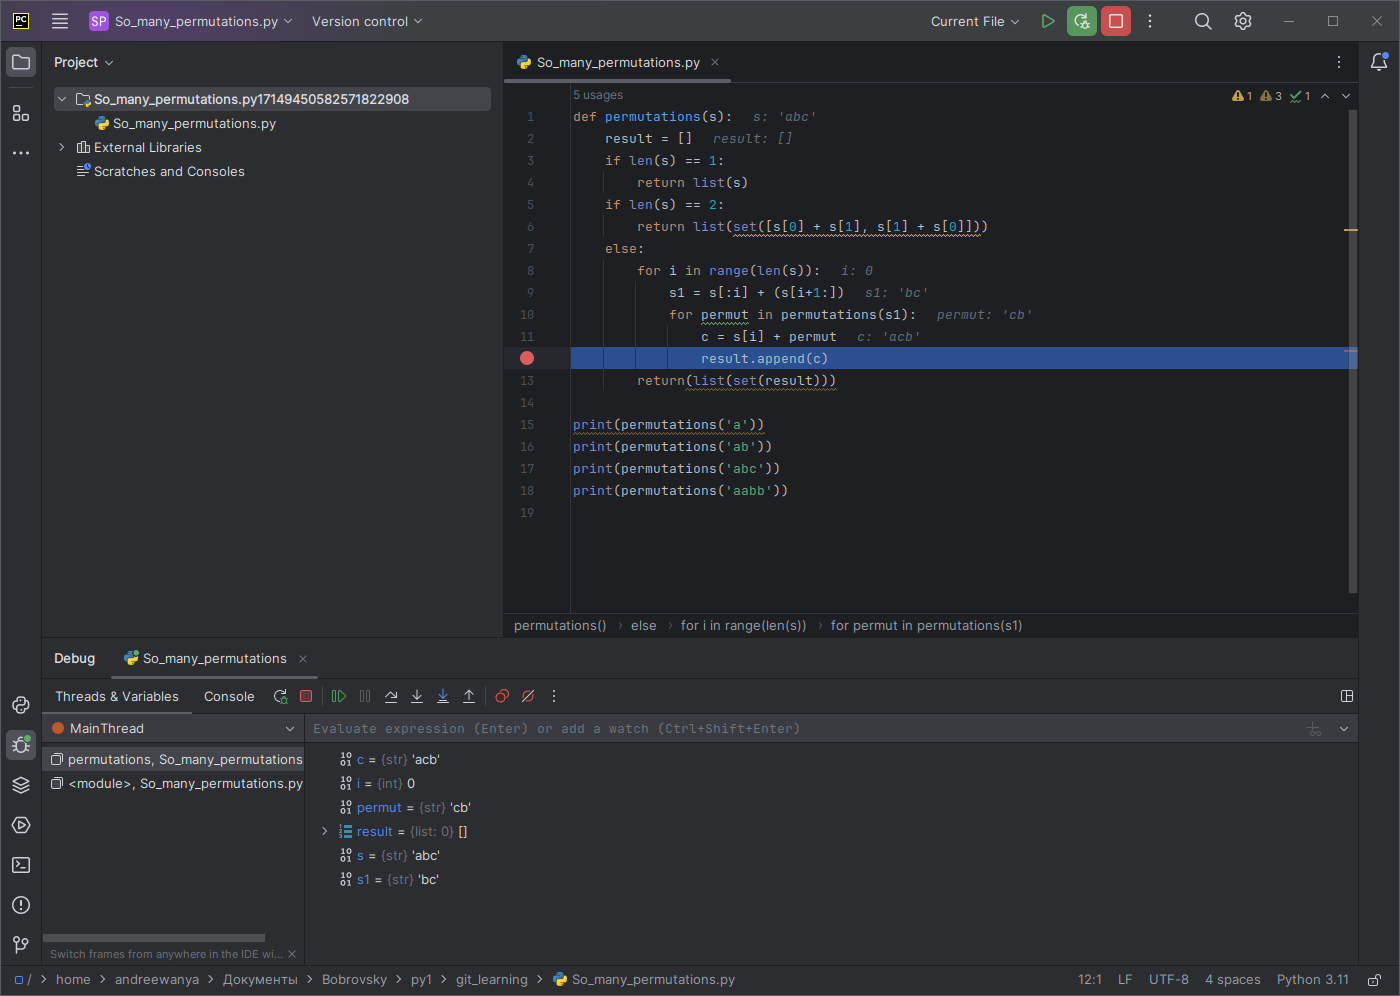 PC SP So_many_permutations.py Version control Current File
Project
So_many_permutations.py17149450582571822908
So_many_permutations.py
External Libraries
Scratches and Consoles
So_many_permutations.py
5 usages
1 3 1
1 def permutations(s): s: 'abc'
2 result = [] result: []
3 if len(s) == 1:
4 return list(s)
5 if len(s) == 2:
6 return list(set([s[0] + s[1], s[1] + s[0]]))
7 else:
8 for i in range(len(s)): i: 0
9 s1 = s[:i] + (s[i+1:]) s1: 'bc'
10 for permut in permutations(s1): permut: 'cb'
11 c = s[i] + permut c: 'acb'
result.append(c)
13 return(list(set(result)))
14
15 print(permutations('a'))
16 print(permutations('ab'))
17 print(permutations('abc'))
18 print(permutations('aabb'))
19
permutations() › else › for i in range(len(s)) › for permut in permutations(s1)
Debug So_many_permutations
Threads & Variables Console
MainThread
Evaluate expression (Enter) or add a watch (Ctrl+Shift+Enter)
permutations, So_many_permutations
<module>, So_many_permutations.py
c = {str} 'acb'
i = {int} 0
permut = {str} 'cb'
result = {list: 0} []
s = {str} 'abc'
s1 = {str} 'bc'
Switch frames from anywhere in the IDE wi...
/ › home › andreewanya › Документы › Bobrovsky › py1 › git_learning › So_many_permutations.py 12:1 LF UTF-8 4 spaces Python 3.11